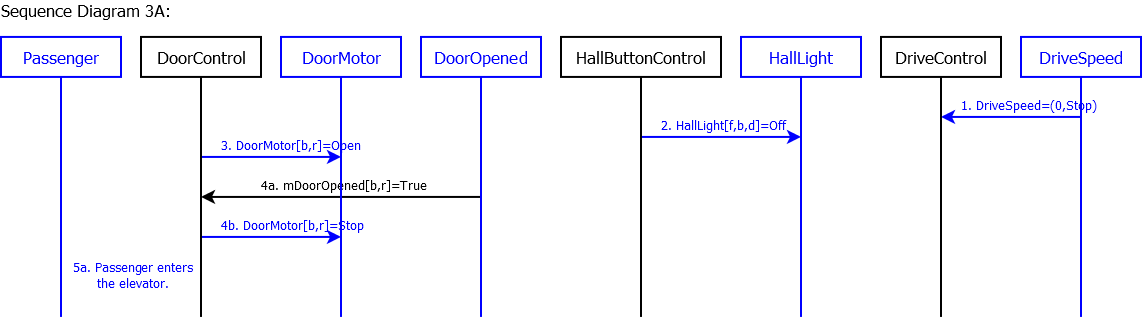 Sequence Diagram 3A:
Passenger
DoorControl
DoorMotor
DoorOpened
HallButtonControl
HallLight
DriveControl
DriveSpeed
1. DriveSpeed=(0,Stop)
2. HallLight[f,b,d]=Off
3. DoorMotor[b,r]=Open
4a. mDoorOpened[b,r]=True
4b. DoorMotor[b,r]=Stop
5a. Passenger enters
the elevator.